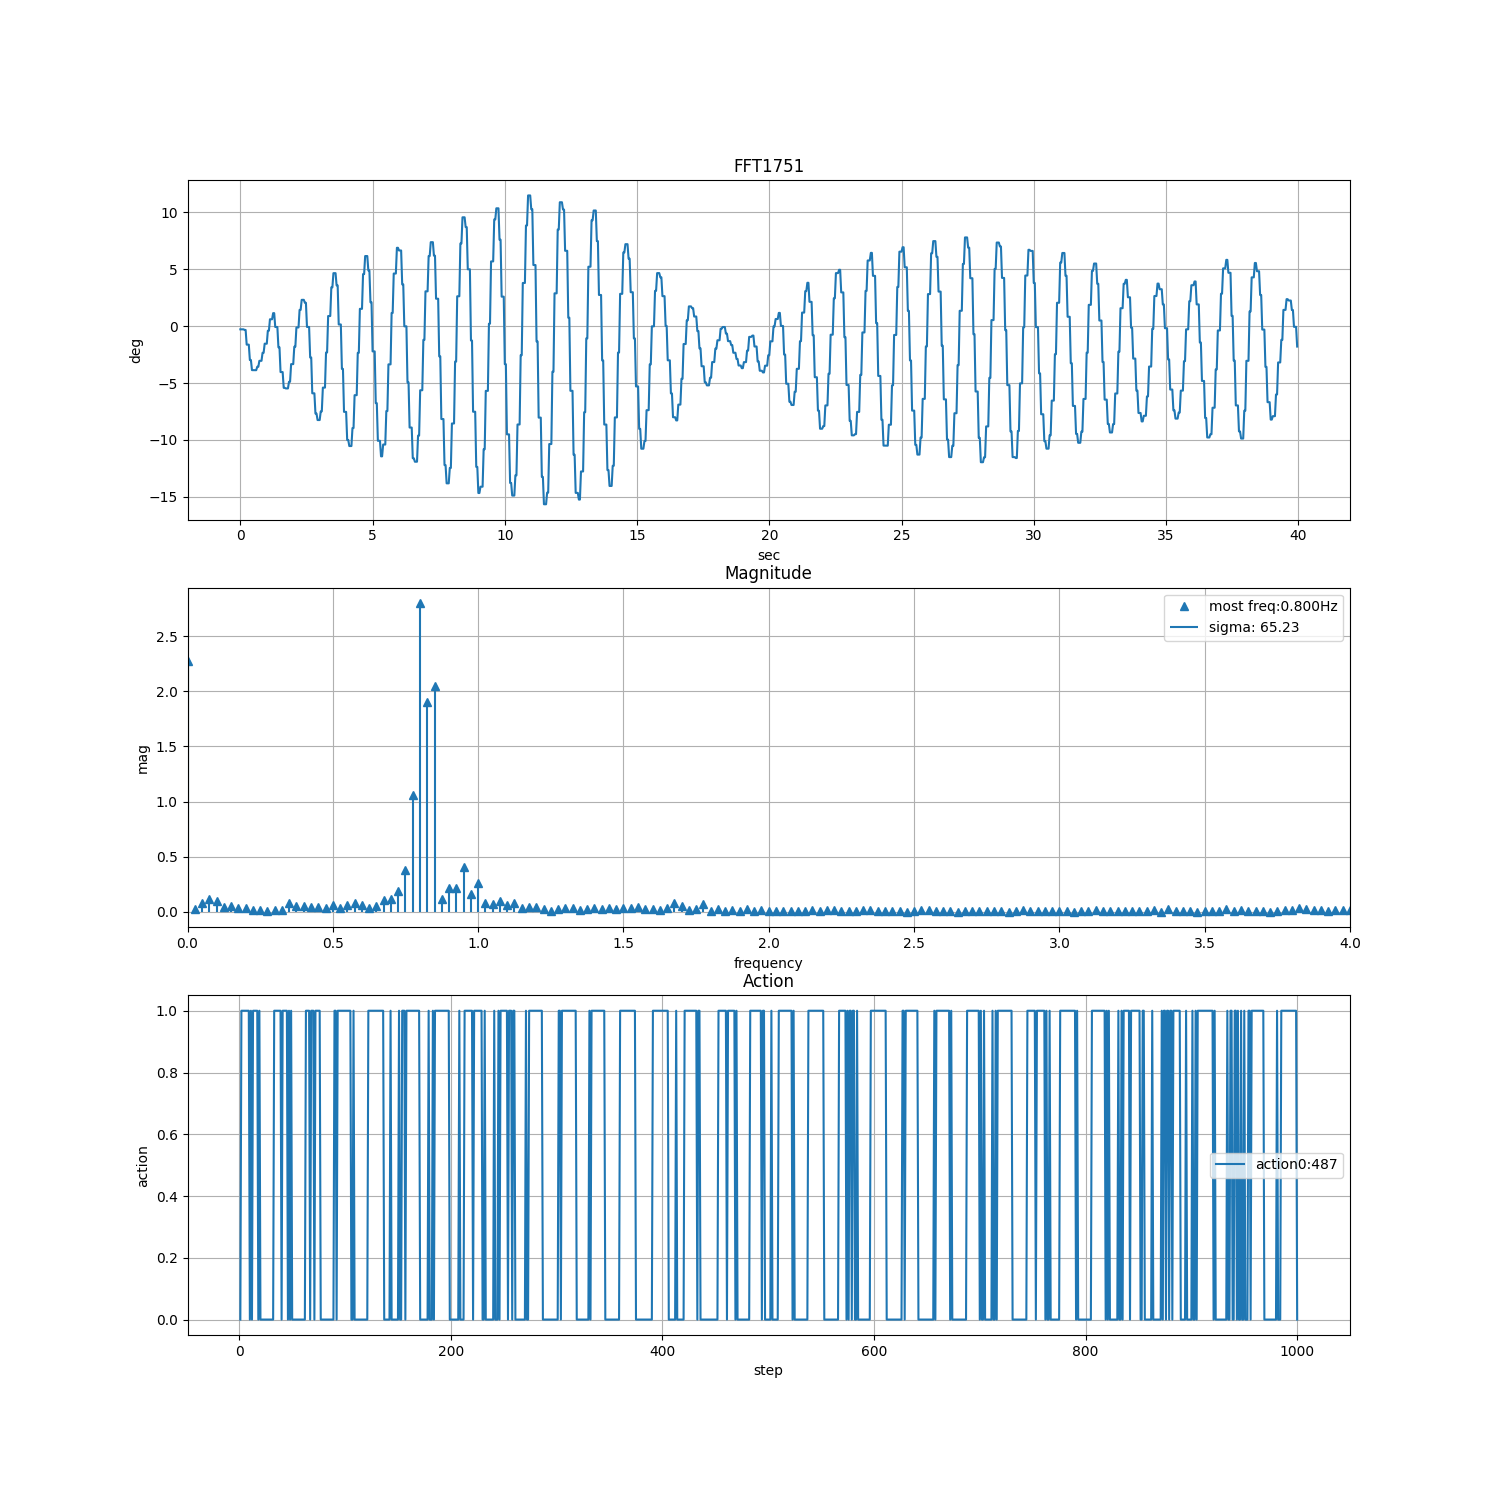 FFT1751
10
5
0
−5
−10
−15
deg
0 5 10 15 20 25 30 35 40
sec
Magnitude
most freq:0.800Hz
sigma: 65.23
2.5
2.0
1.5
1.0
0.5
0.0
mag
0.0 0.5 1.0 1.5 2.0 2.5 3.0 3.5 4.0
frequency
Action
1.0
0.8
0.6
0.4
0.2
0.0
action
action0:487
0 200 400 600 800 1000
step